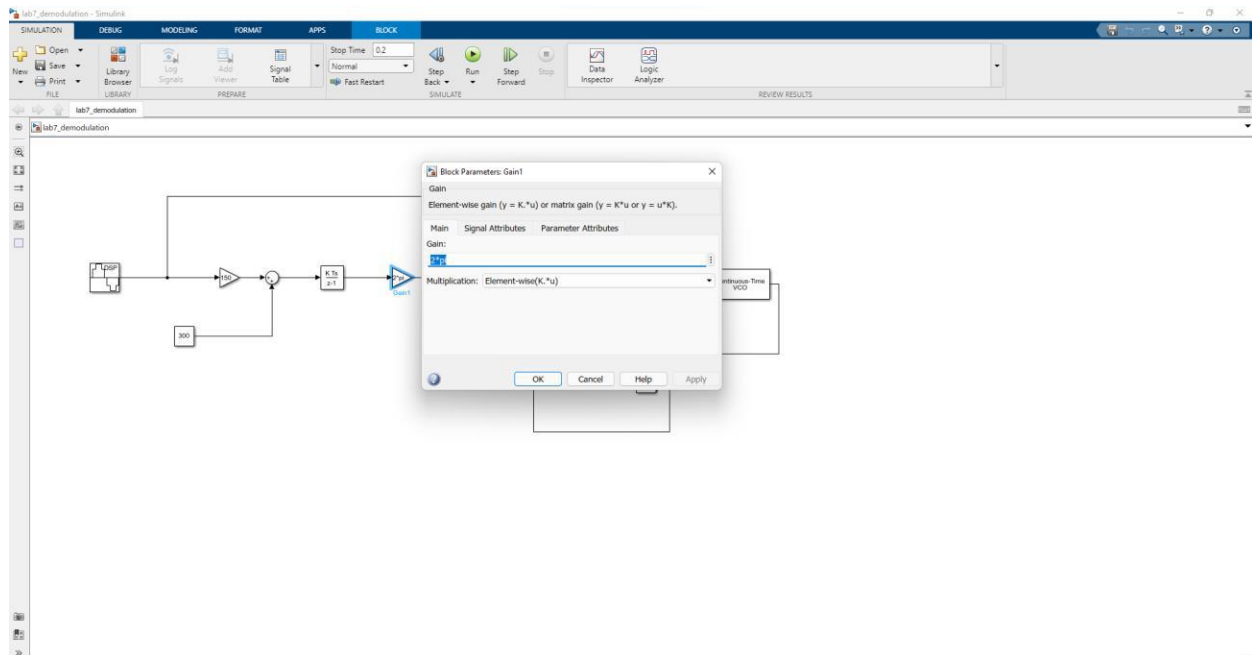 lab7_demodulation - Simulink
SIMULATION DEBUG MODELING FORMAT APPS BLOCK
New
Open
Save
Print
FILE
Library
Browser
LIBRARY
Log
Signals
Add
Viewer
Signal
Table
PREPARE
Stop Time 0.2
Normal
Fast Restart
Step
Back
Run
Step
Forward
Stop
SIMULATE
Data
Inspector
Logic
Analyzer
REVIEW RESULTS
lab7_demodulation
lab7_demodulation
DSP
150
300
K Ts
z-1
2*pi
Gain1
Block Parameters: Gain1
Gain
Element-wise gain (y = K.*u) or matrix gain (y = K*u or y = u*K).
Main Signal Attributes Parameter Attributes
Gain:
2*pi
Multiplication: Element-wise(K.*u)
OK Cancel Help Apply
ntinuous-Time
VCO